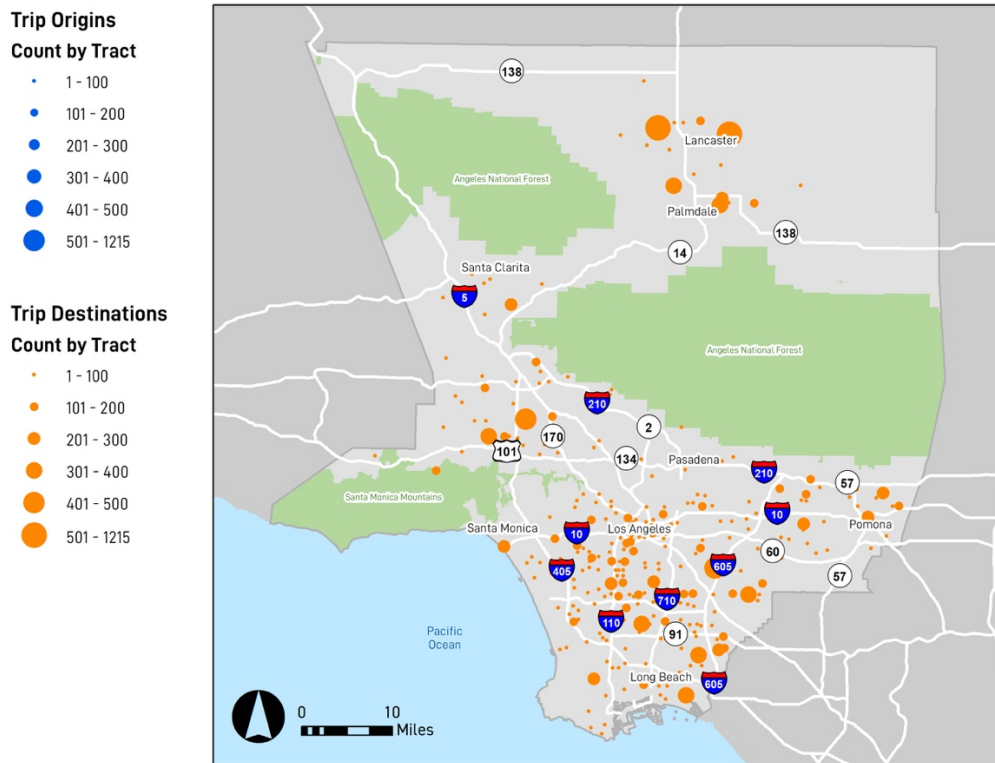 Trip Origins
Count by Tract
1 - 100
101 - 200
201 - 300
301 - 400
401 - 500
501 - 1215
Trip Destinations
Count by Tract
1 - 100
101 - 200
201 - 300
301 - 400
401 - 500
501 - 1215
138
Lancaster
Angeles National Forest
Palmdale
138
14
Santa Clarita
5
Angeles National Forest
210
2
170
101
134
Pasadena
210
57
Santa Monica Mountains
10
Santa Monica
Los Angeles
Pomona
10
60
405
605
57
710
110
Pacific
Ocean
91
Long Beach
605
0
10
Miles